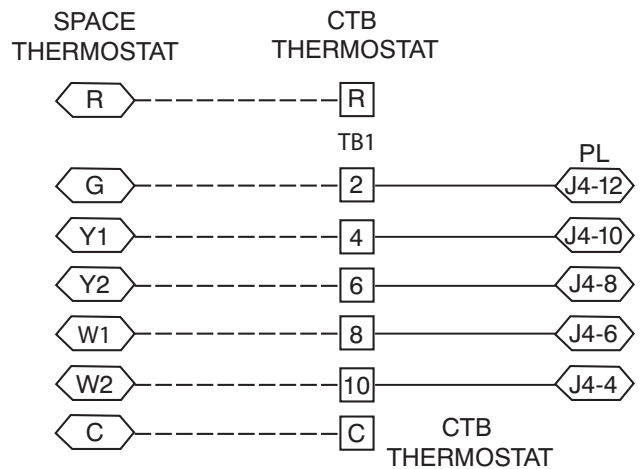 SPACE THERMOSTAT
CTB THERMOSTAT
R R
TB1
PL
G 2 J4-12
Y1 4 J4-10
Y2 6 J4-8
W1 8 J4-6
W2 10 J4-4
C C
CTB THERMOSTAT